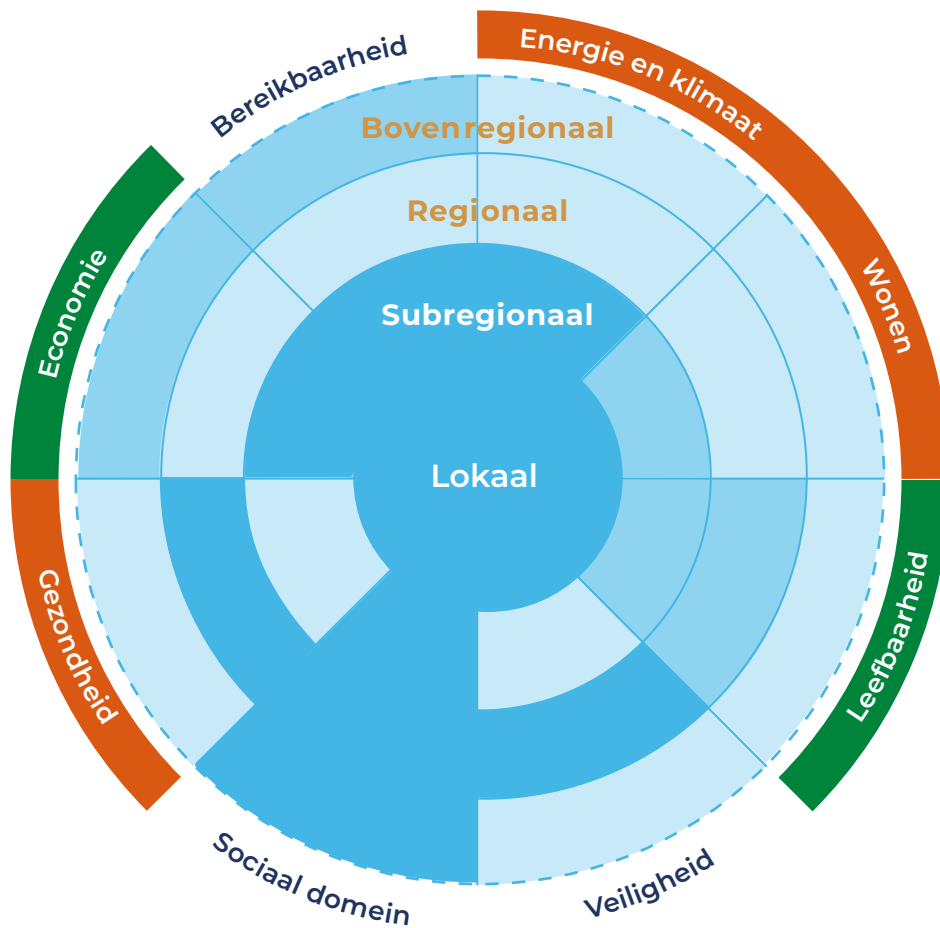 Energie en klimaat
Bereikbaarheid
Bovenregionaal
Regionaal
Economie
Wonen
Subregionaal
Lokaal
Gezondheid
Leefbaarheid
Sociaal domein
Veiligheid